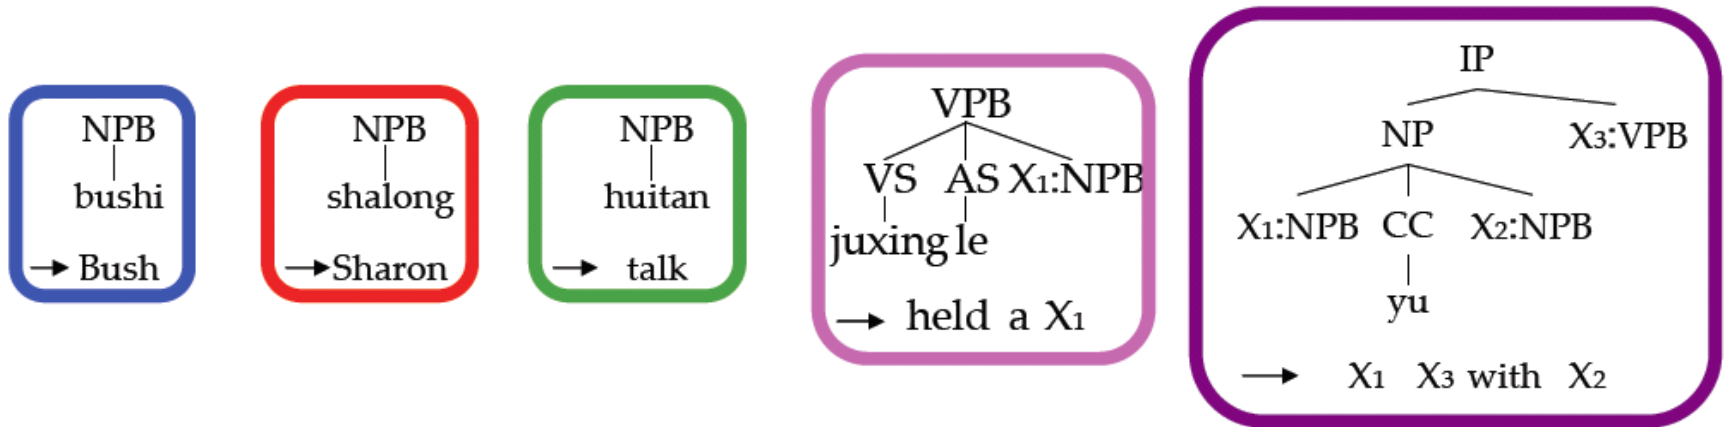 NPB
bushi
→ Bush
NPB
shalong
→ Sharon
NPB
huitan
→ talk
VPB
VS AS X1:NPB
juxing le
→ held a X1
IP
NP X3:VPB
X1:NPB CC X2:NPB
yu
→ X1 X3 with X2